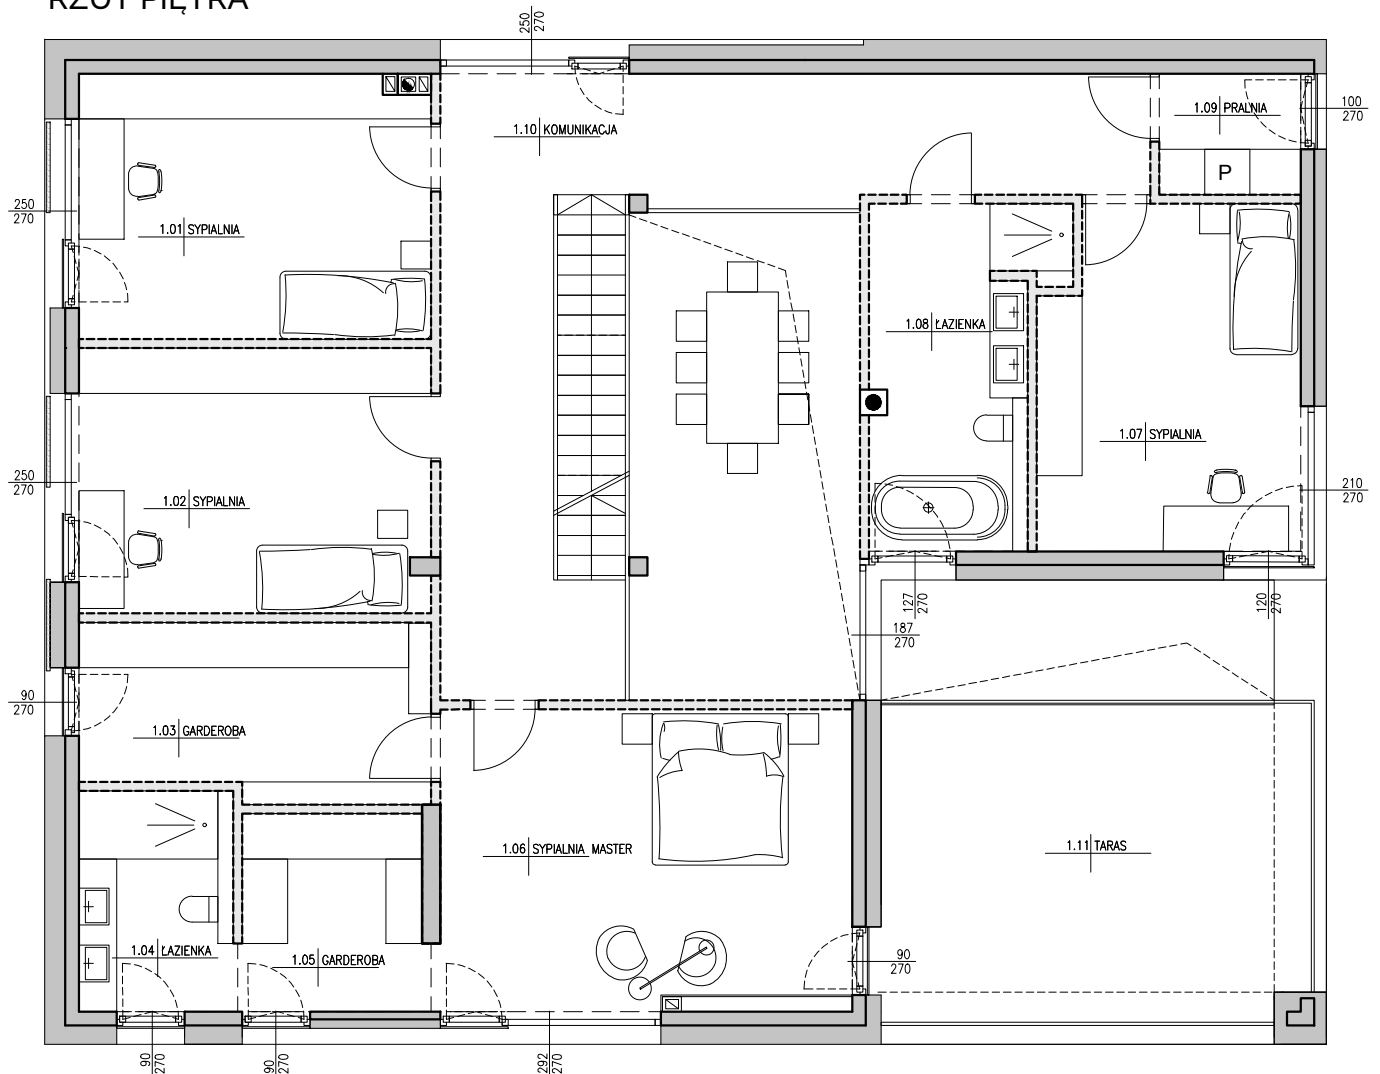 RZUT PIĘTRA
250
270
1.10 KOMUNIKACJA
1.09 PRALNIA
100
270
P
250
270
1.01 SYPIALNIA
1.08 ŁAZIENKA
1.07 SYPIALNIA
250
270
1.02 SYPIALNIA
210
270
127
270
120
270
187
270
90
270
1.03 GARDEROBA
1.06 SYPIALNIA MASTER
1.11 TARAS
1.04 ŁAZIENKA
1.05 GARDEROBA
90
270
90
270
90
270
292
270